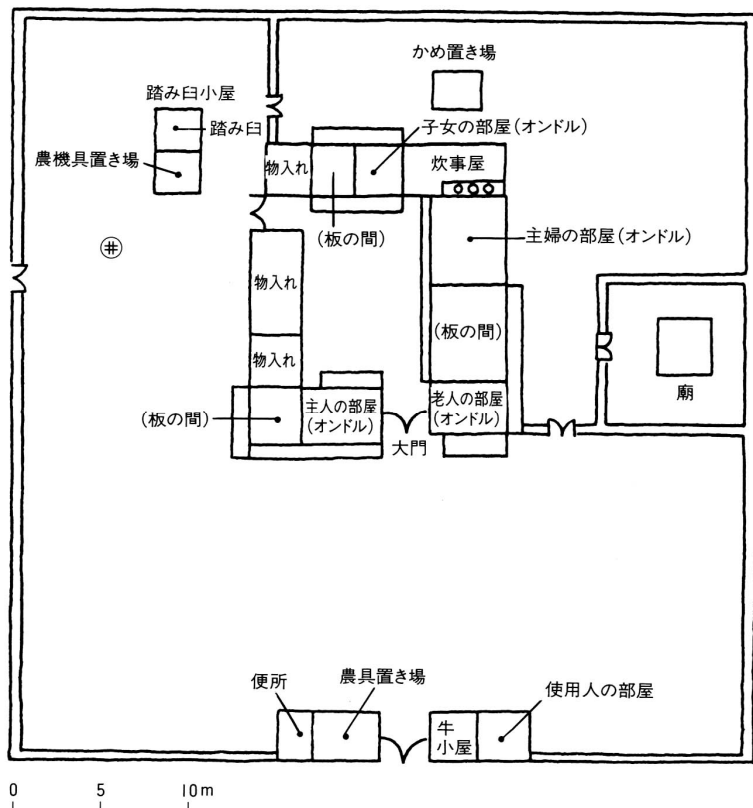 かめ置き場
踏み臼小屋
踏み臼
子女の部屋(オンドル)
農機具置き場
物入れ
炊事屋
(板の間)
主婦の部屋(オンドル)
井
物入れ
(板の間)
物入れ
廟
(板の間)
主人の部屋
(オンドル)
老人の部屋
(オンドル)
大門
便所
農具置き場
使用人の部屋
牛
小屋
0 5 10m